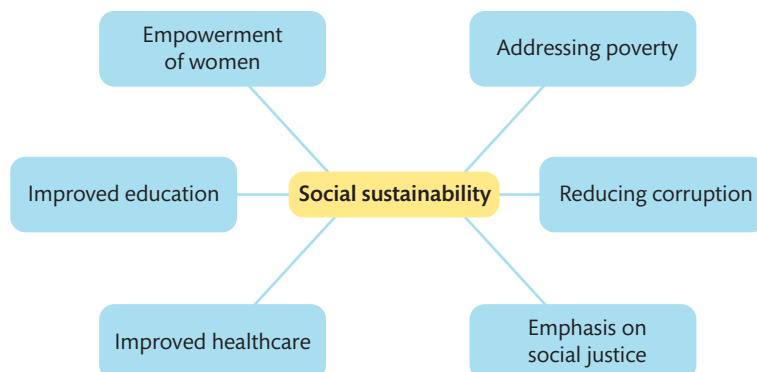 Empowerment
of women
Addressing poverty
Improved education
Social sustainability
Reducing corruption
Improved healthcare
Emphasis on
social justice